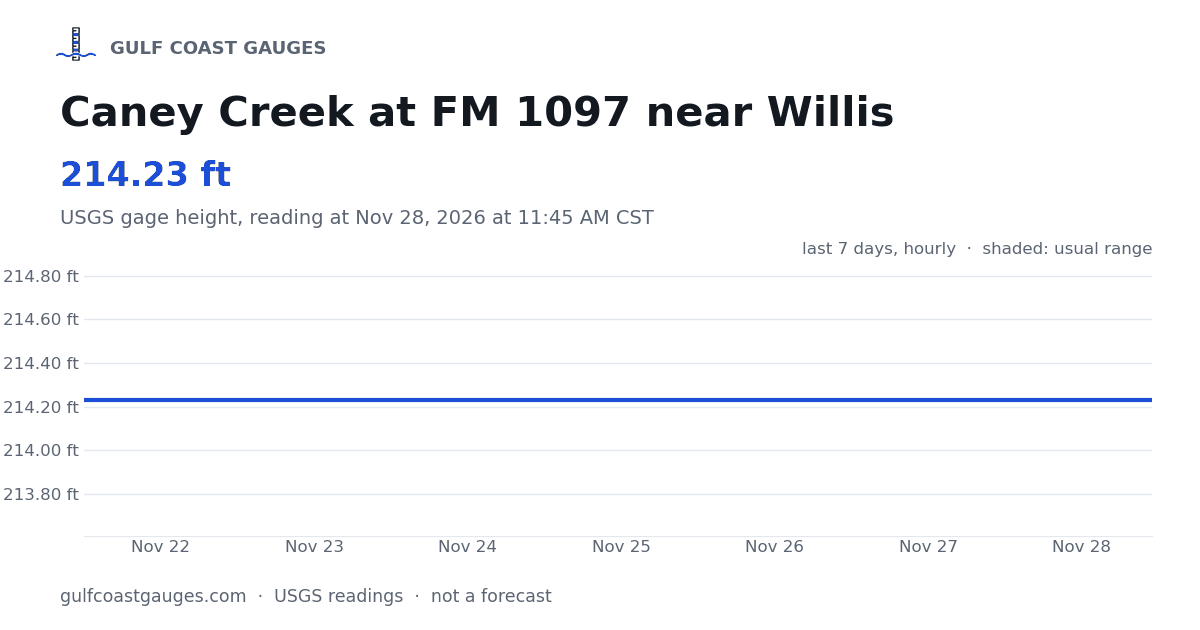 GULF COAST GAUGES
Caney Creek at FM 1097 near Willis
214.23 ft
USGS gage height, reading at Nov 28, 2026 at 11:45 AM CST
last 7 days, hourly · shaded: usual range
214.80 ft
214.60 ft
214.40 ft
214.20 ft
214.00 ft
213.80 ft
Nov 22 Nov 23 Nov 24 Nov 25 Nov 26 Nov 27 Nov 28
gulfcoastgauges.com · USGS readings · not a forecast